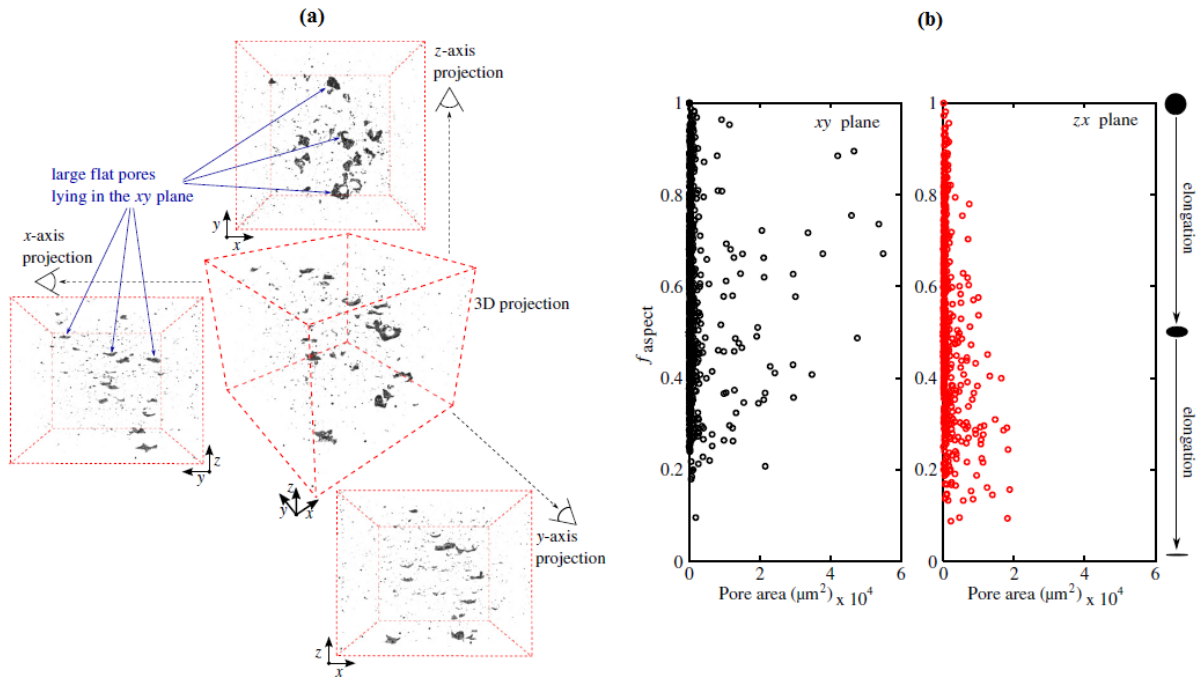 (a)
z-axis
projection
large flat pores
lying in the xy plane
y
x
x-axis
projection
3D projection
z
y
z
y
x
y-axis
projection
z
x
(b)
1
0.8
0.6
0.4
0.2
0
f aspect
xy plane
0
2
4
6
Pore area (μm²) x 10⁴
zx plane
0
2
4
6
Pore area (μm²) x 10⁴
elongation
elongation